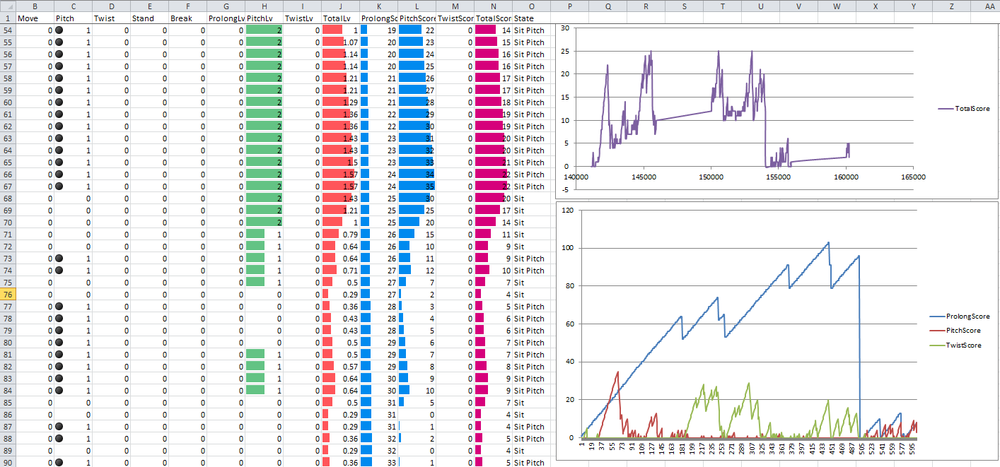 B C D E F G H I J K L M N O P Q R S T U V W X Y Z AA
1 Move Pitch Twist Stand Break ProlongLv PitchLv TwistLv TotalLv ProlongSc PitchScore TwistScor TotalScor State
54 0 1 0 0 0 0 2 0 1 19 22 0 14 Sit Pitch
55 0 1 0 0 0 0 2 0 1.07 20 23 0 15 Sit Pitch
56 0 1 0 0 0 0 2 0 1.14 20 24 0 16 Sit Pitch
57 0 1 0 0 0 0 2 0 1.14 20 25 0 16 Sit Pitch
58 0 1 0 0 0 0 2 0 1.21 21 26 0 17 Sit Pitch
59 0 1 0 0 0 0 2 0 1.21 21 27 0 17 Sit Pitch
60 0 1 0 0 0 0 2 0 1.29 21 28 0 18 Sit Pitch
61 0 1 0 0 0 0 2 0 1.36 22 29 0 19 Sit Pitch
62 0 1 0 0 0 0 2 0 1.36 22 30 0 19 Sit Pitch
63 0 1 0 0 0 0 2 0 1.43 23 31 0 20 Sit Pitch
64 0 1 0 0 0 0 2 0 1.43 23 32 0 20 Sit Pitch
65 0 1 0 0 0 0 2 0 1.5 23 33 0 21 Sit Pitch
66 0 1 0 0 0 0 2 0 1.57 24 34 0 22 Sit Pitch
67 0 1 0 0 0 0 2 0 1.57 24 35 0 22 Sit Pitch
68 0 0 0 0 0 0 2 0 1.43 25 30 0 20 Sit
69 0 0 0 0 0 0 2 0 1.21 25 25 0 17 Sit
70 0 0 0 0 0 0 2 0 1 25 20 0 14 Sit
71 0 0 0 0 0 0 1 0 0.79 26 15 0 11 Sit
72 0 0 0 0 0 0 1 0 0.64 26 10 0 9 Sit
73 0 1 0 0 0 0 1 0 0.64 26 11 0 9 Sit Pitch
74 0 1 0 0 0 0 1 0 0.71 27 12 0 10 Sit Pitch
75 0 0 0 0 0 0 1 0 0.5 27 7 0 7 Sit
76 0 0 0 0 0 0 0 0 0.29 27 2 0 4 Sit
77 0 1 0 0 0 0 0 0 0.36 28 3 0 5 Sit Pitch
78 0 1 0 0 0 0 0 0 0.43 28 4 0 6 Sit Pitch
79 0 1 0 0 0 0 0 0 0.43 28 5 0 6 Sit Pitch
80 0 1 0 0 0 0 0 0 0.5 29 6 0 7 Sit Pitch
81 0 1 0 0 0 0 1 0 0.5 29 7 0 7 Sit Pitch
82 0 1 0 0 0 0 1 0 0.57 29 8 0 8 Sit Pitch
83 0 1 0 0 0 0 1 0 0.64 30 9 0 9 Sit Pitch
84 0 1 0 0 0 0 1 0 0.64 30 10 0 9 Sit Pitch
85 0 0 0 0 0 0 0 0 0.5 31 5 0 7 Sit
86 0 0 0 0 0 0 0 0 0.29 31 0 0 4 Sit
87 0 1 0 0 0 0 0 0 0.29 31 1 0 4 Sit Pitch
88 0 1 0 0 0 0 0 0 0.36 32 2 0 5 Sit Pitch
89 0 0 0 0 0 0 0 0 0.29 32 0 0 4 Sit
90 0 1 0 0 0 0 0 0 0.36 33 1 0 5 Sit Pitch
30
25
20
15
10
5
0
-5
140000 145000 150000 155000 160000 165000
TotalScore
120
100
80
60
40
20
0
1 19 37 55 73 91 109 127 145 163 181 199 217 235 253 271 289 307 325 343 361 379 397 415 433 451 469 487 505 523 541 559 577 595
ProlongScore
PitchScore
TwistScore